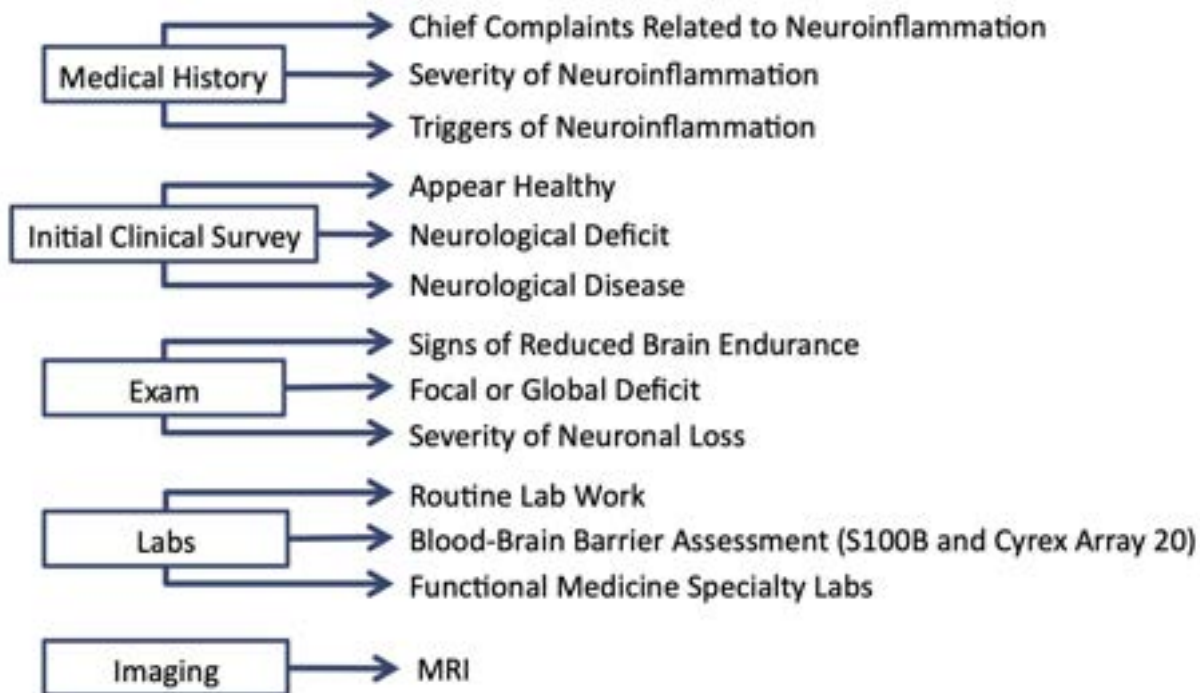 Chief Complaints Related to Neuroinflammation
Medical History
Severity of Neuroinflammation
Triggers of Neuroinflammation
Appear Healthy
Initial Clinical Survey
Neurological Deficit
Neurological Disease
Signs of Reduced Brain Endurance
Exam
Focal or Global Deficit
Severity of Neuronal Loss
Routine Lab Work
Labs
Blood-Brain Barrier Assessment (S100B and Cyrex Array 20)
Functional Medicine Specialty Labs
Imaging
MRI